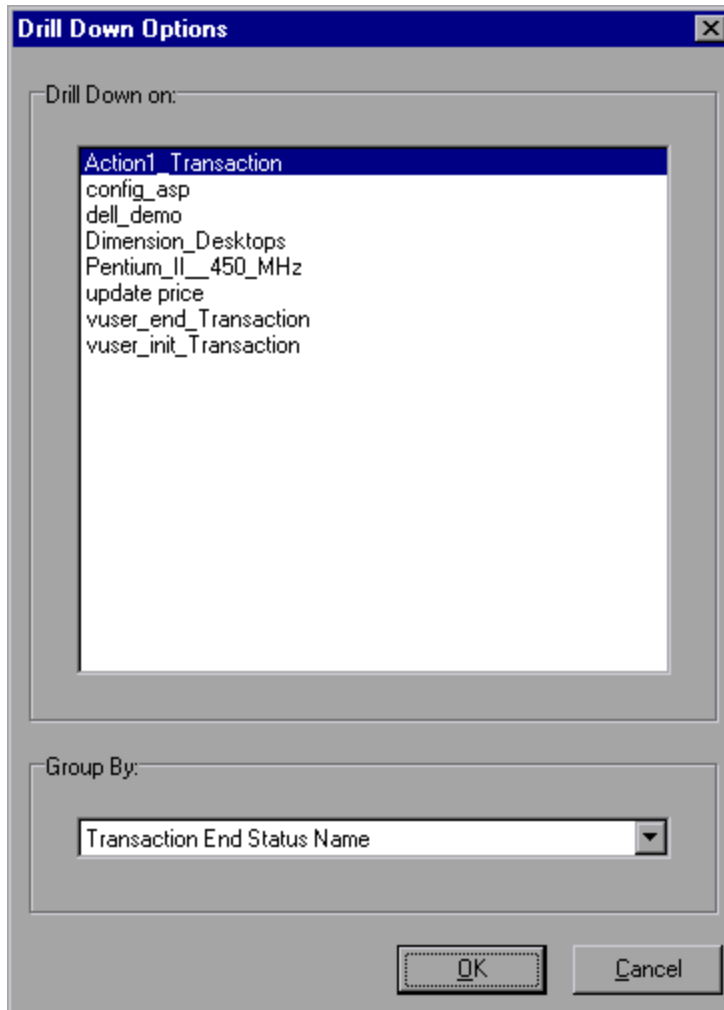 Drill Down Options
Drill Down on:
Action1_Transaction
config_asp
dell_demo
Dimension_Desktops
Pentium_II__450_MHz
update price
vuser_end_Transaction
vuser_init_Transaction
Group By:
Transaction End Status Name
OK Cancel